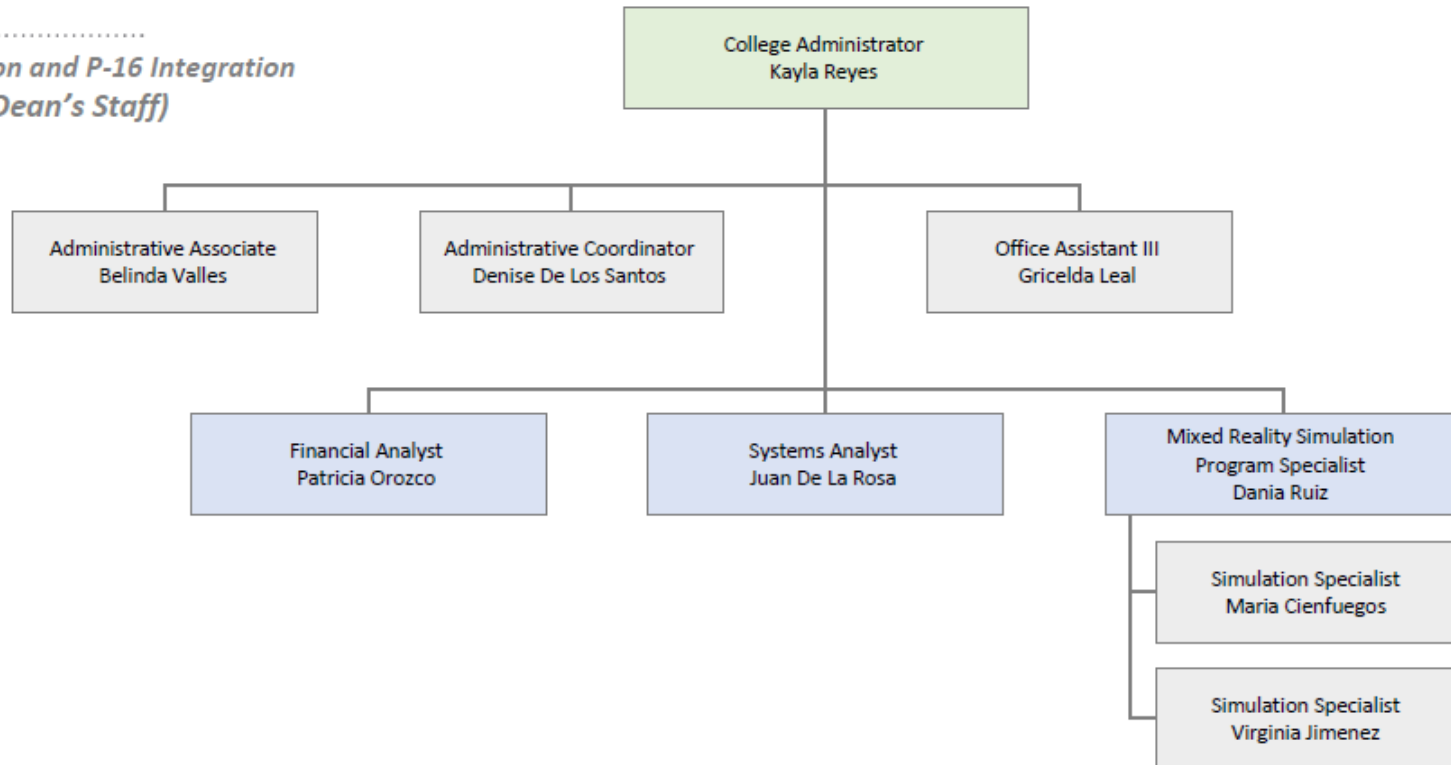 ..................
on and P-16 Integration
Dean's Staff)
College Administrator
Kayla Reyes
Administrative Associate
Belinda Valles
Administrative Coordinator
Denise De Los Santos
Office Assistant III
Gricelda Leal
Financial Analyst
Patricia Orozco
Systems Analyst
Juan De La Rosa
Mixed Reality Simulation
Program Specialist
Dania Ruiz
Simulation Specialist
Maria Cienfuegos
Simulation Specialist
Virginia Jimenez